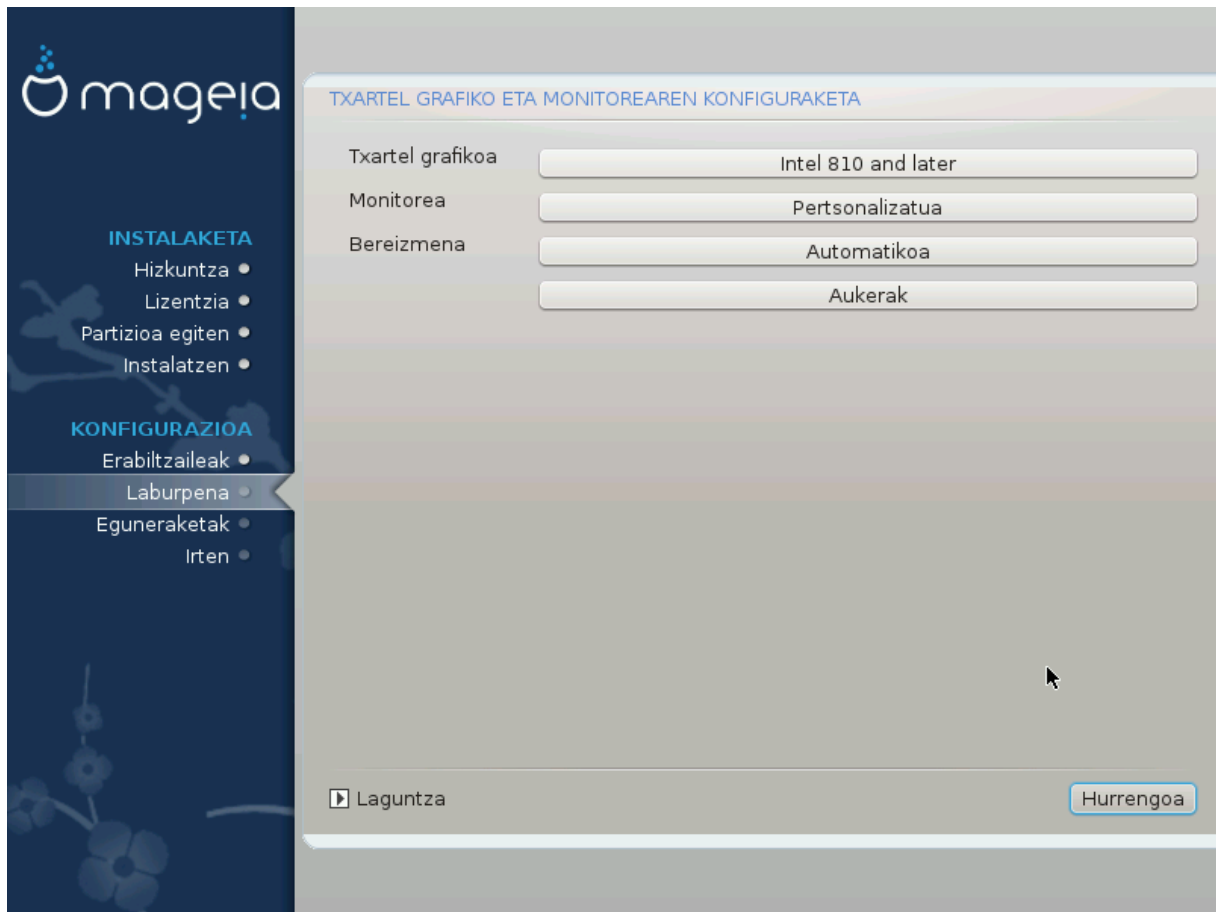 mageia
INSTALAKETA
Hizkuntza
Lizentzia
Partizioa egiten
Instalatzen
KONFIGURAZIOA
Erabiltzaileak
Laburpena
Eguneraketak
Irten
TXARTEL GRAFIKO ETA MONITOREAREN KONFIGURAKETA
Txartel grafikoa
Intel 810 and later
Monitorea
Pertsonalizatua
Bereizmena
Automatikoa
Aukerak
Laguntza
Hurrengoa